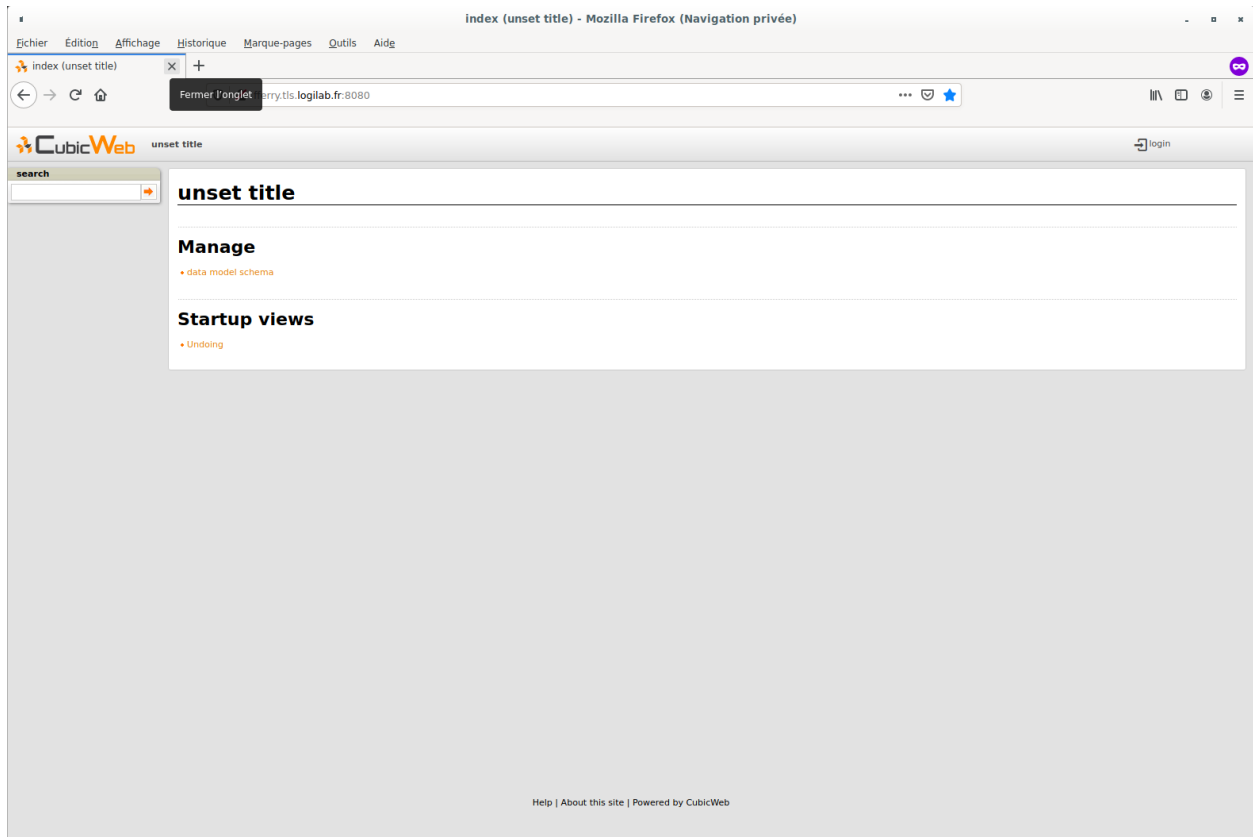 index (unset title) - Mozilla Firefox (Navigation privée)
Fichier Édition Affichage Historique Marque-pages Outils Aide
index (unset title)
Fermer l'onglet
erry.tls.logilab.fr:8080
CubicWeb unset title login
search
unset title
Manage
data model schema
Startup views
Undoing
Help | About this site | Powered by CubicWeb